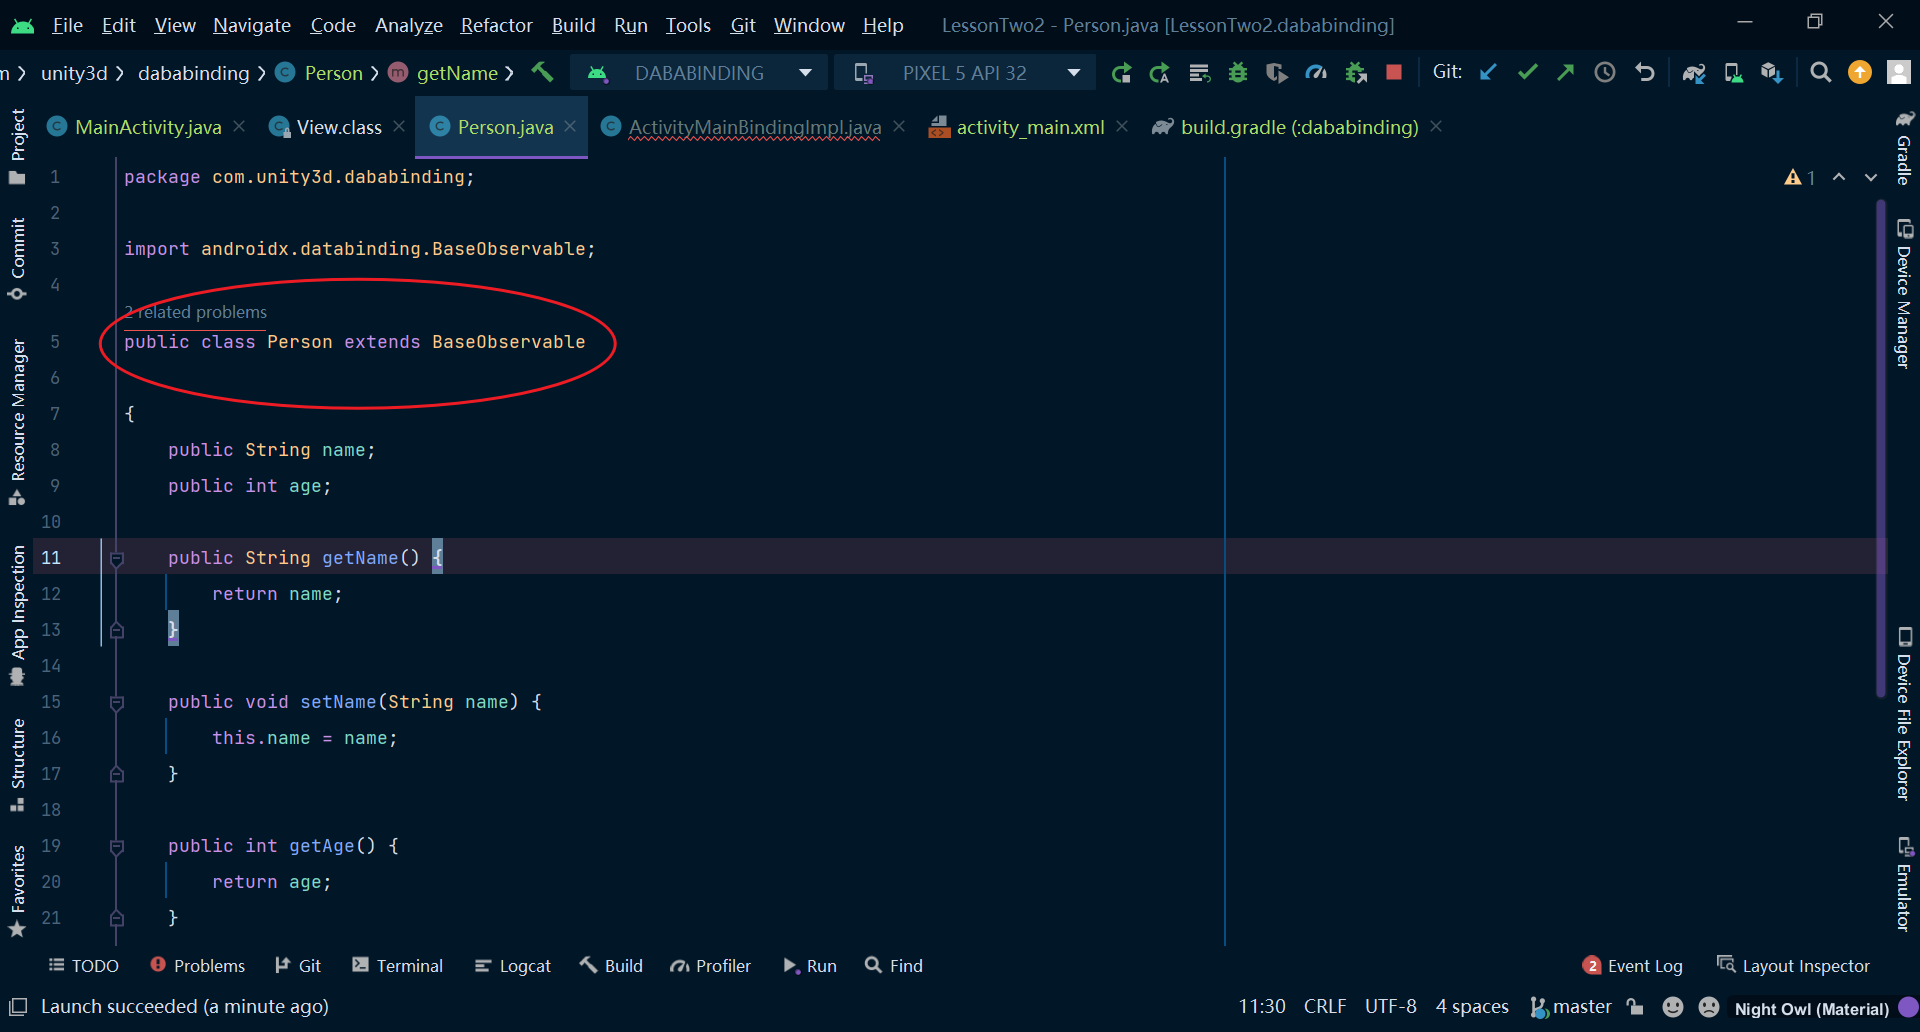 File Edit View Navigate Code Analyze Refactor Build Run Tools Git Window Help LessonTwo2 - Person.java [LessonTwo2.dababinding]
m unity3d dababinding Person getName DABABINDING PIXEL 5 API 32 Git:
MainActivity.java View.class Person.java ActivityMainBindingImpl.java activity_main.xml build.gradle (:dababinding)
Project
Commit
Resource Manager
App Inspection
Structure
Favorites
1 package com.unity3d.dababinding;
2
3 import androidx.databinding.BaseObservable;
4
2 related problems
5 public class Person extends BaseObservable
6
7 {
8 public String name;
9 public int age;
10
11 public String getName() {
12 return name;
13 }
14
15 public void setName(String name) {
16 this.name = name;
17 }
18
19 public int getAge() {
20 return age;
21 }
1
Gradle
Device Manager
Device File Explorer
Emulator
TODO Problems Git Terminal Logcat Build Profiler Run Find 2 Event Log Layout Inspector
Launch succeeded (a minute ago) 11:30 CRLF UTF-8 4 spaces master Night Owl (Material)